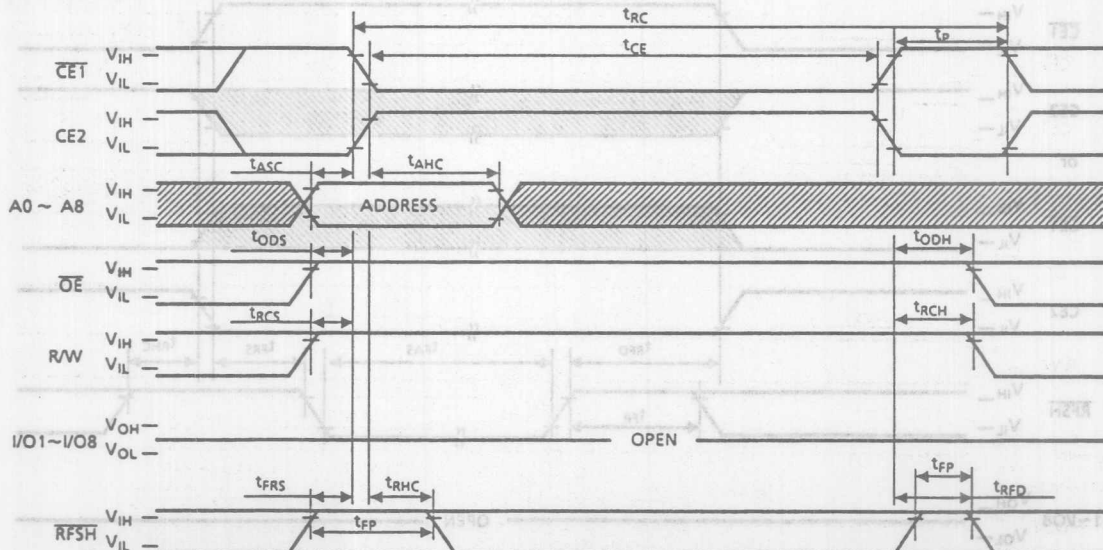 tRC
tCE
tP
CE1 VIH
VIL
CE2 VIH
VIL
tASC tAHC
A0 ~ A8 VIH
VIL
ADDRESS
tODS tODH
OE VIH
VIL
tRCS tRCH
R/W VIH
VIL
I/O1~I/O8 VOH
VOL
OPEN
tFRS tRHC tFP
tFP tRFD
RFSH VIH
VIL